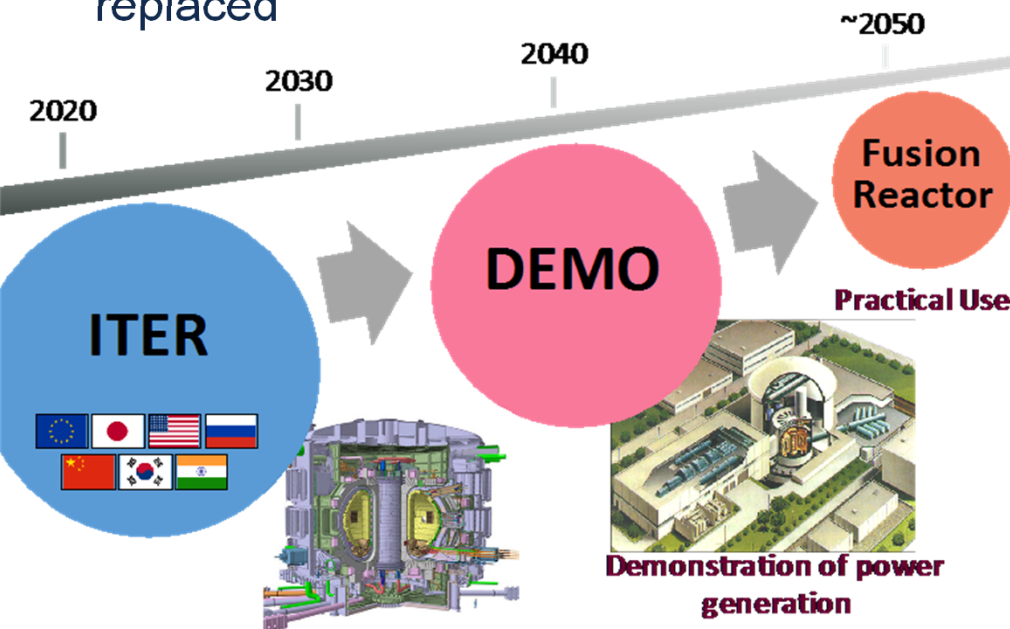 replaced
2020
2030
2040
~2050
ITER
DEMO
Fusion
Reactor
Practical Use
Demonstration of power
generation